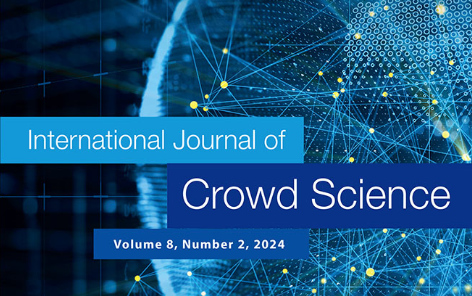 International Journal of
Crowd Science
Volume 8, Number 2, 2024